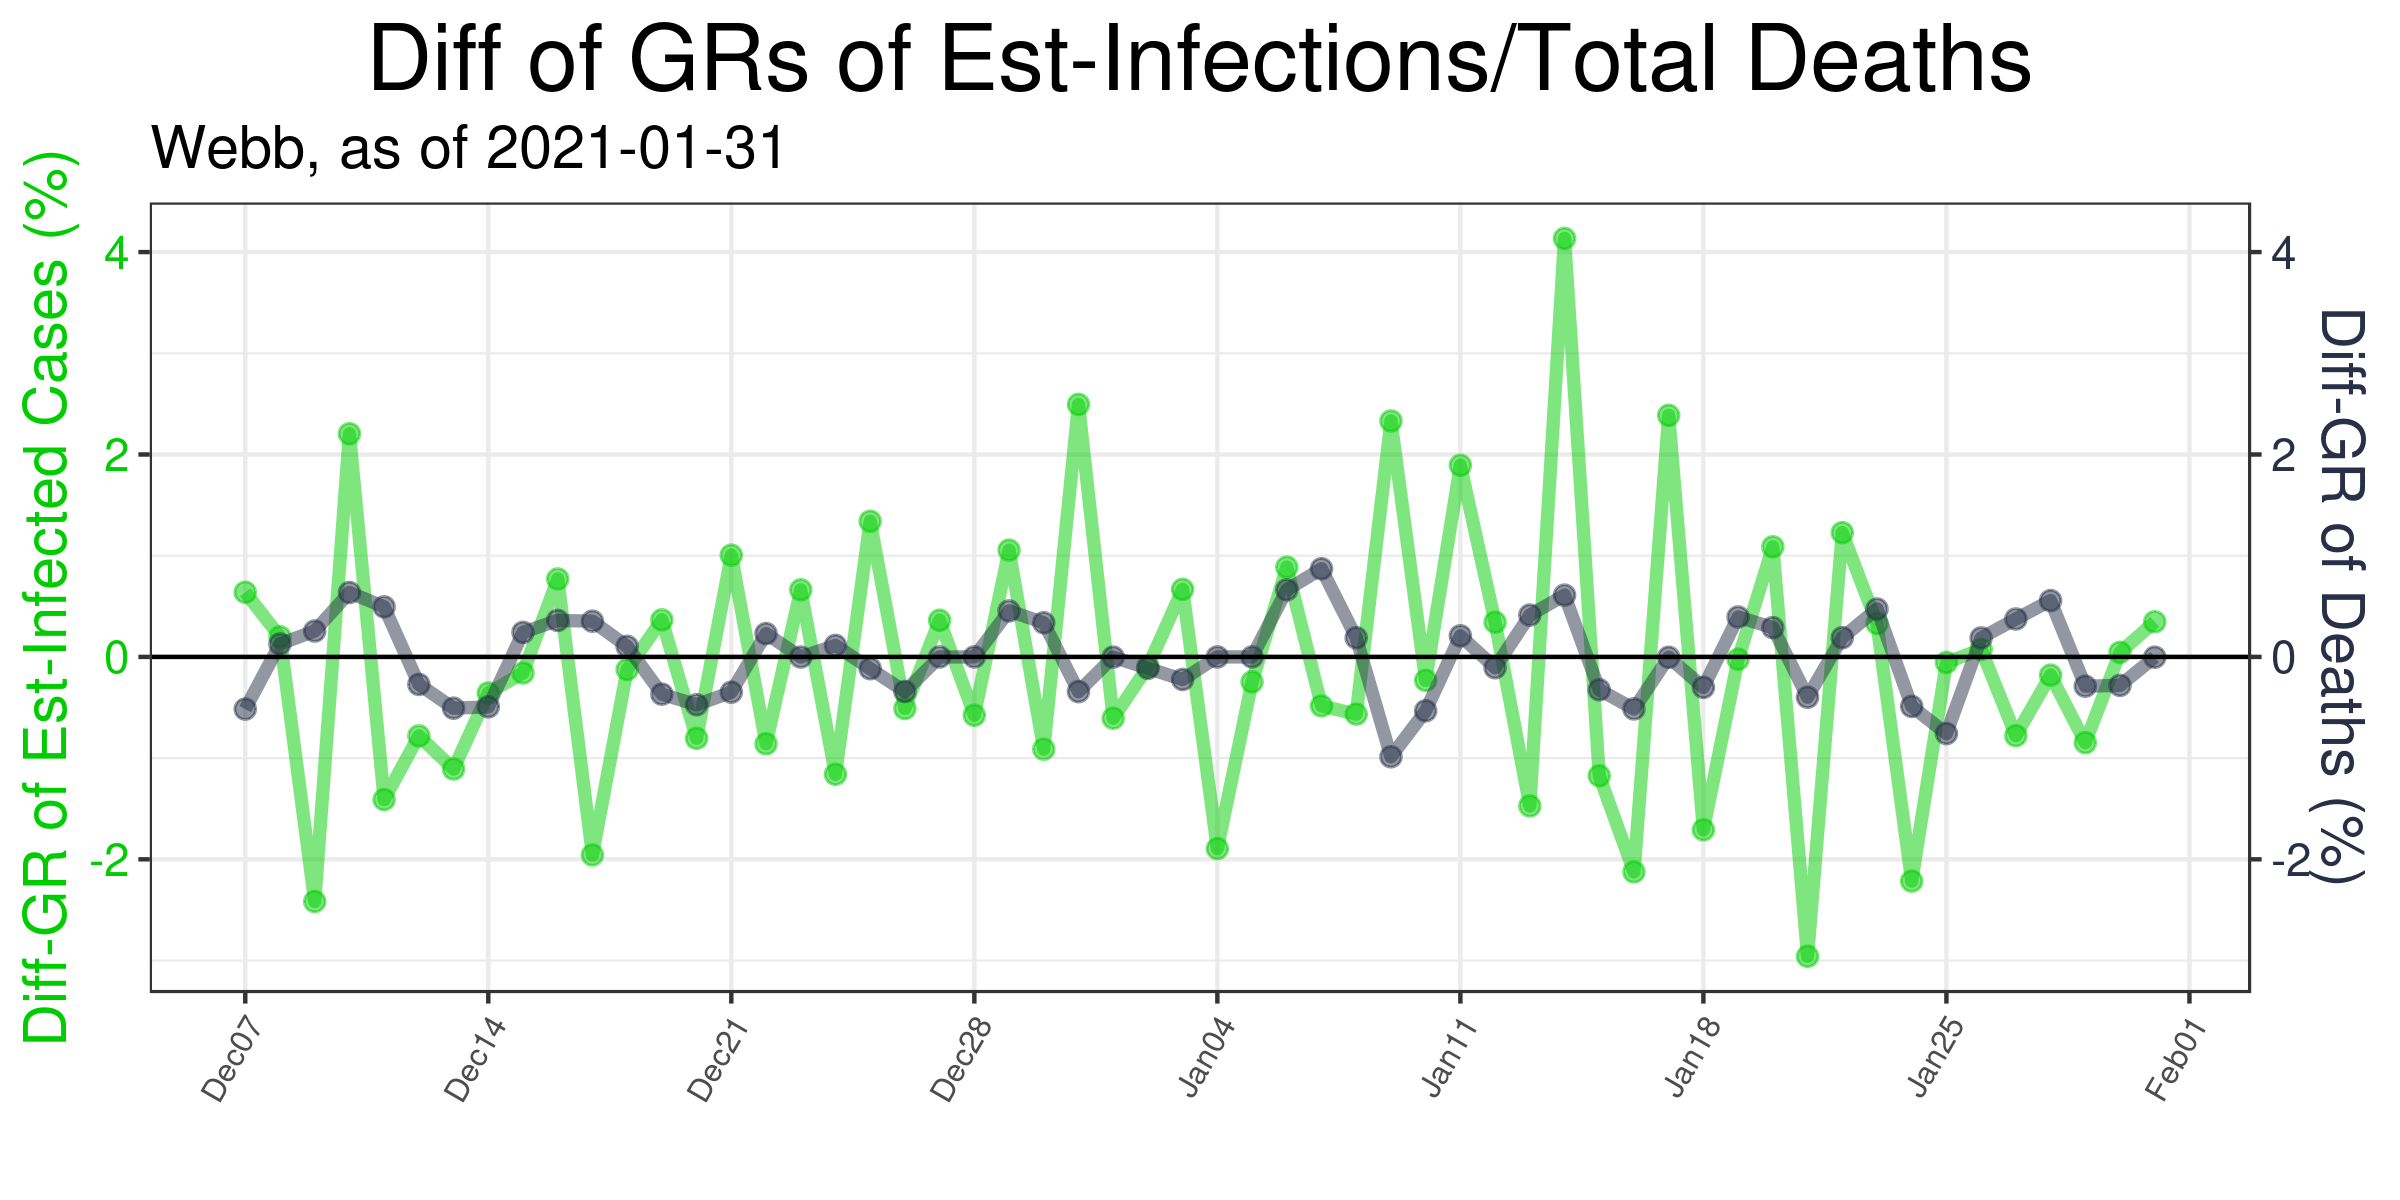 Diff of GRs of Est-Infections/Total Deaths
Webb, as of 2021-01-31
Diff-GR of Est-Infected Cases (%)
4
2
0
-2
4
2
0
-2
Diff-GR of Deaths (%)
Dec07
Dec14
Dec21
Dec28
Jan04
Jan11
Jan18
Jan25
Feb01